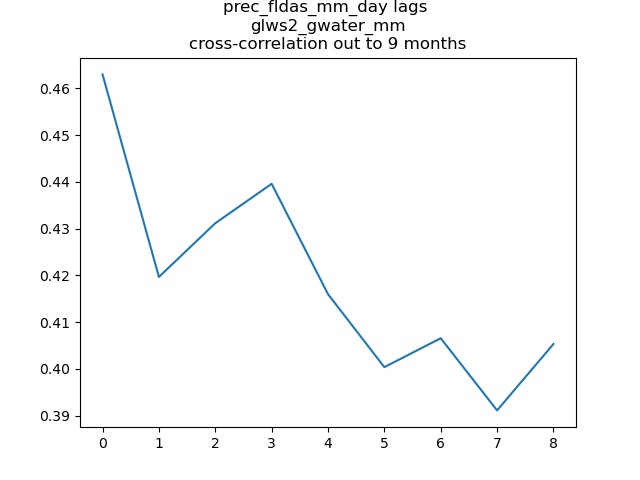 prec_fldas_mm_day lags
glws2_gwater_mm
cross-correlation out to 9 months
0.46
0.45
0.44
0.43
0.42
0.41
0.40
0.39
0 1 2 3 4 5 6 7 8